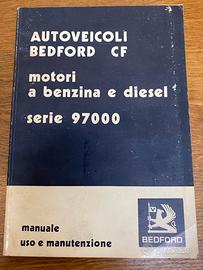 AUTOVEICOLI
BEDFORD CF
motori
a benzina e diesel
serie 97000
BEDFORD
manuale
uso e manutenzione